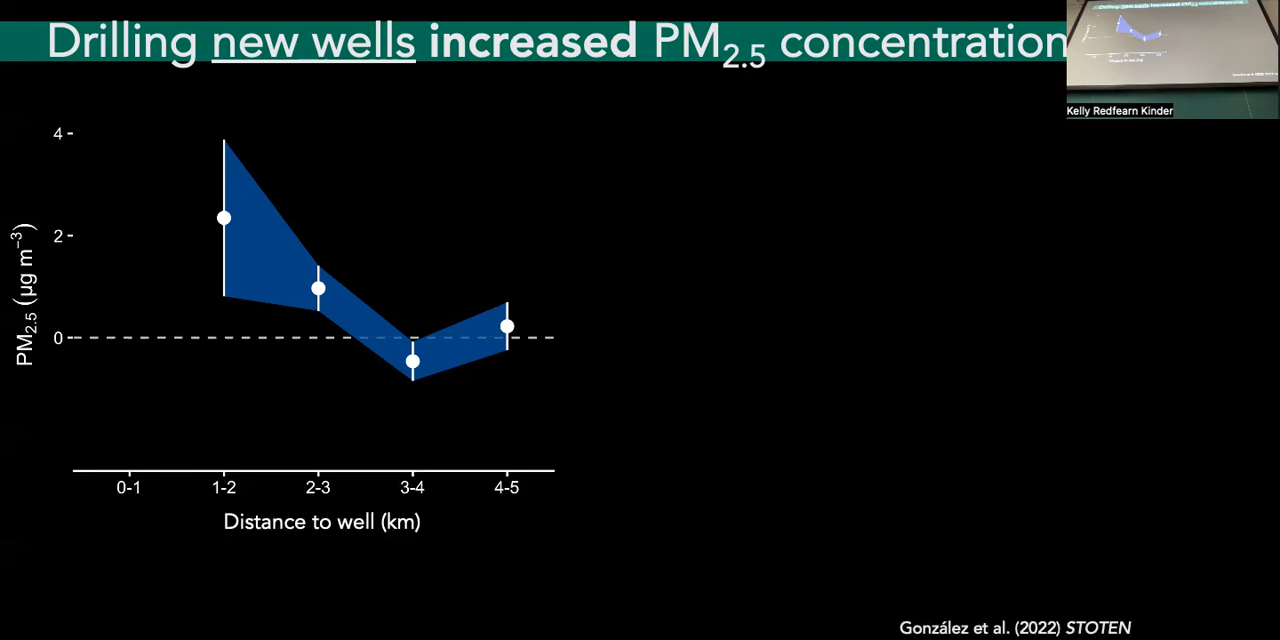 Drilling new wells increased PM2.5 concentration
Kelly Redfearn Kinder
4
2
0
PM2.5 (µg m−3)
0-1
1-2
2-3
3-4
4-5
Distance to well (km)
González et al. (2022) STOTEN